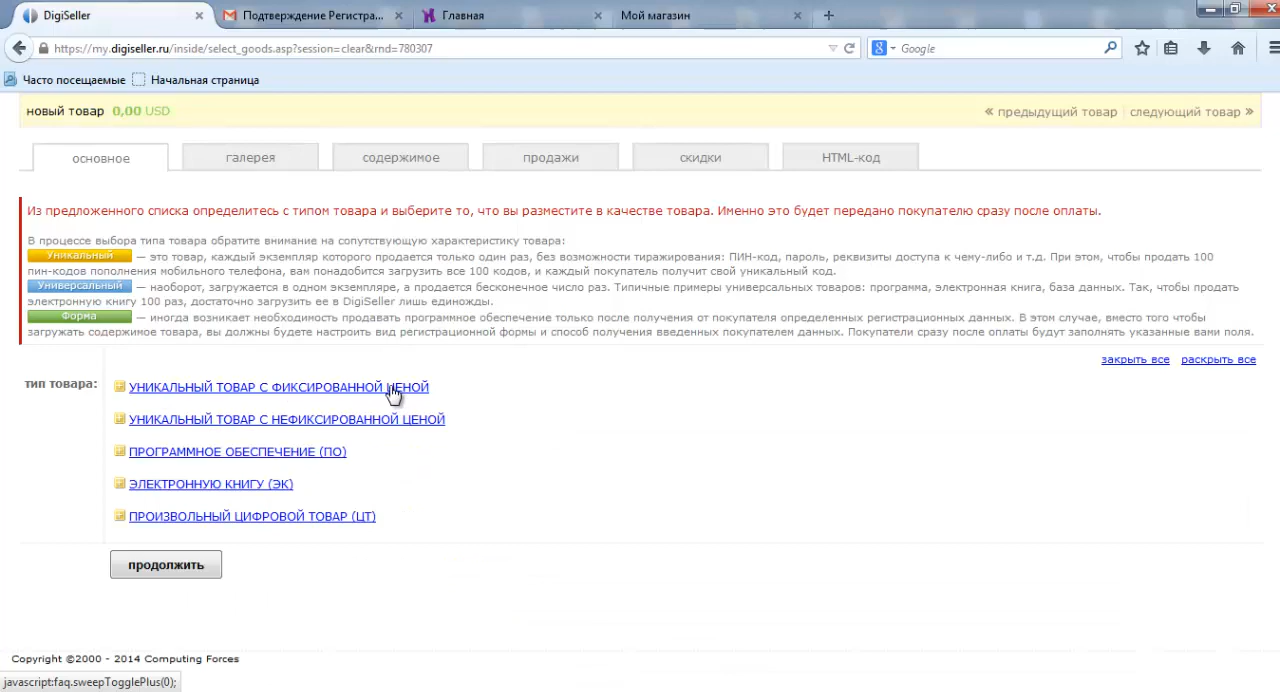 DigiSeller
Подтверждение Регистра...
Главная
Мой магазин
https://my.digiseller.ru/inside/select_goods.asp?session=clear&rnd=780307
Google
Часто посещаемые
Начальная страница
новый товар 0,00 USD
« предыдущий товар
следующий товар »
основное
галерея
содержимое
продажи
скидки
HTML-код
Из предложенного списка определитесь с типом товара и выберите то, что вы разместите в качестве товара. Именно это будет передано покупателю сразу после оплаты.
В процессе выбора типа товара обратите внимание на сопутствующую характеристику товара:
Уникальный — это товар, каждый экземпляр которого продается только один раз, без возможности тиражирования: ПИН-код, пароль, реквизиты доступа к чему-либо и т.д. При этом, чтобы продать 100
пин-кодов пополнения мобильного телефона, вам понадобится загрузить все 100 кодов, и каждый покупатель получит свой уникальный код.
Универсальный — наоборот, загружается в одном экземпляре, а продается бесконечное число раз. Типичные примеры универсальных товаров: программа, электронная книга, база данных. Так, чтобы продать
электронную книгу 100 раз, достаточно загрузить ее в DigiSeller лишь единожды.
Форма — иногда возникает необходимость продавать программное обеспечение только после получения от покупателя определенных регистрационных данных. В этом случае, вместо того чтобы
загружать содержимое товара, вы должны будете настроить вид регистрационной формы и способ получения введенных покупателем данных. Покупатели сразу после оплаты будут заполнять указанные вами поля.
закрыть все
раскрыть все
тип товара:
УНИКАЛЬНЫЙ ТОВАР С ФИКСИРОВАННОЙ ЦЕНОЙ
УНИКАЛЬНЫЙ ТОВАР С НЕФИКСИРОВАННОЙ ЦЕНОЙ
ПРОГРАММНОЕ ОБЕСПЕЧЕНИЕ (ПО)
ЭЛЕКТРОННУЮ КНИГУ (ЭК)
ПРОИЗВОЛЬНЫЙ ЦИФРОВОЙ ТОВАР (ЦТ)
продолжить
Copyright ©2000 - 2014 Computing Forces
javascript:faq.sweepTogglePlus(0);